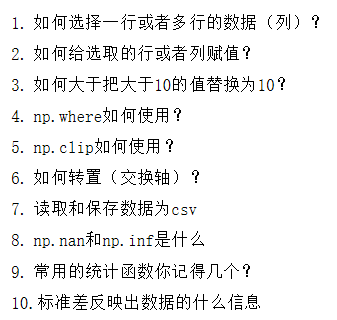 1. 如何选择一行或者多行的数据（列）？
2. 如何给选取的行或者列赋值？
3. 如何大于把大于10的值替换为10？
4. np.where如何使用？
5. np.clip如何使用？
6. 如何转置（交换轴）？
7. 读取和保存数据为csv
8. np.nan和np.inf是什么
9. 常用的统计函数你记得几个？
10. 标准差反映出数据的什么信息